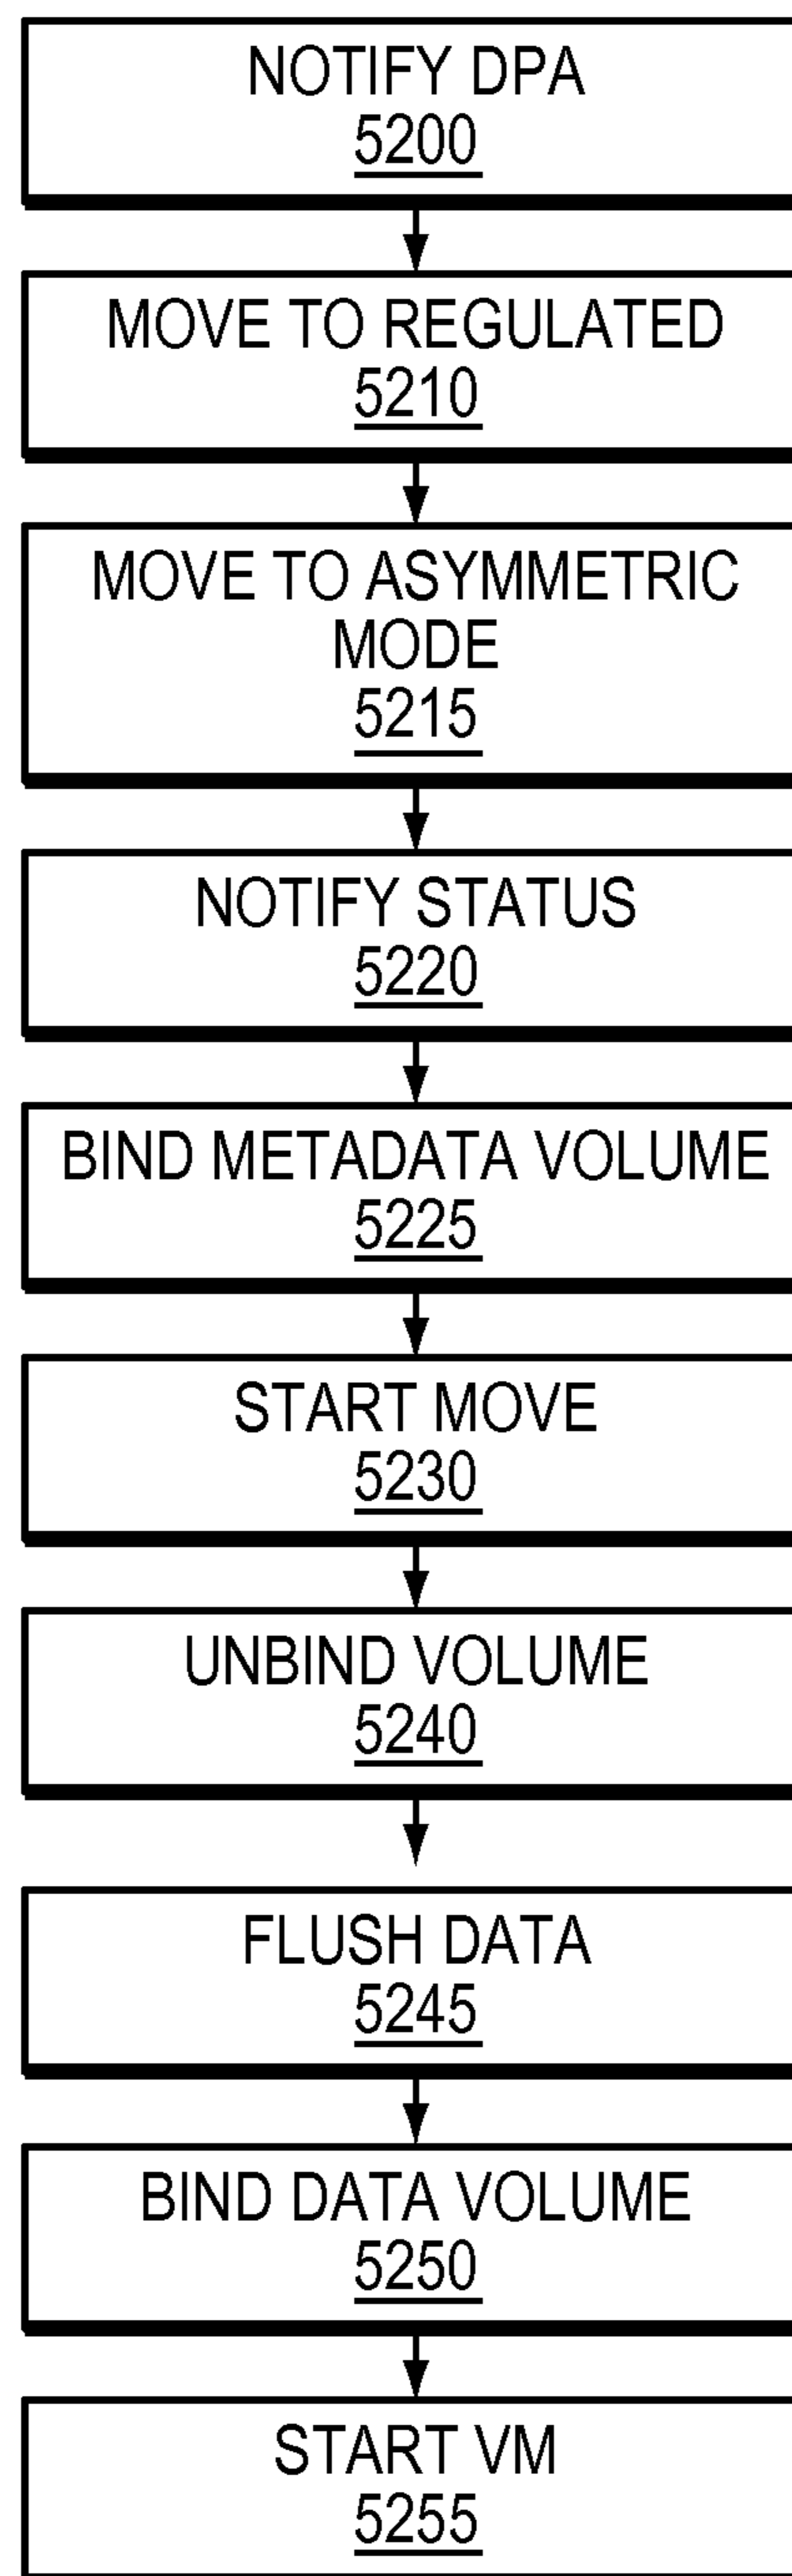 NOTIFY DPA
5200
MOVE TO REGULATED
5210
MOVE TO ASYMMETRIC
MODE
5215
NOTIFY STATUS
5220
BIND METADATA VOLUME
5225
START MOVE
5230
UNBIND VOLUME
5240
FLUSH DATA
5245
BIND DATA VOLUME
5250
START VM
5255